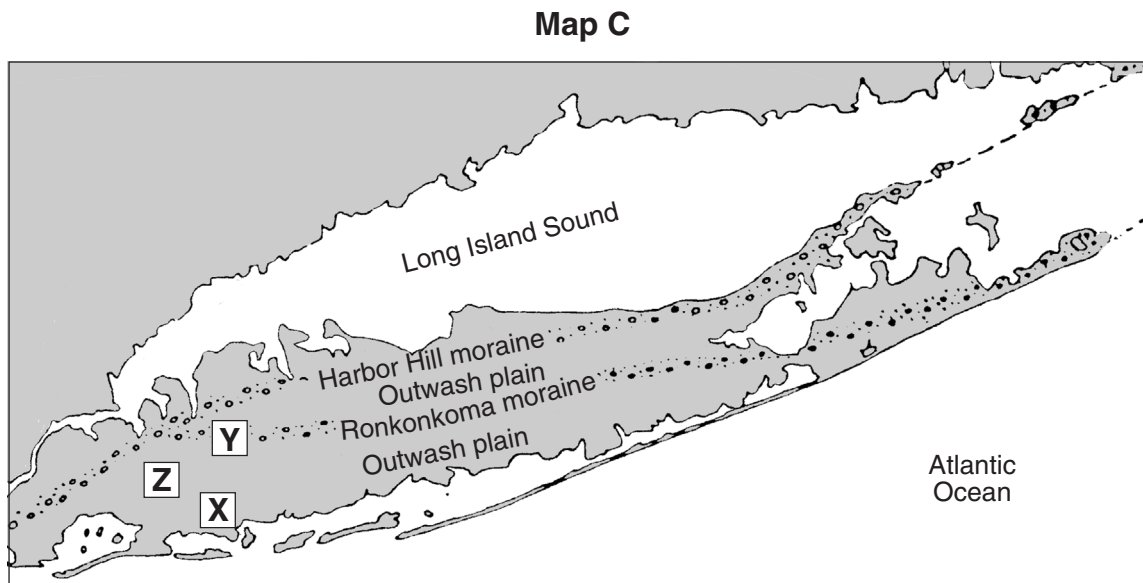 Map C
Long Island Sound
Harbor Hill moraine
Outwash plain
Ronkonkoma moraine
Outwash plain
Y
Z
X
Atlantic
Ocean